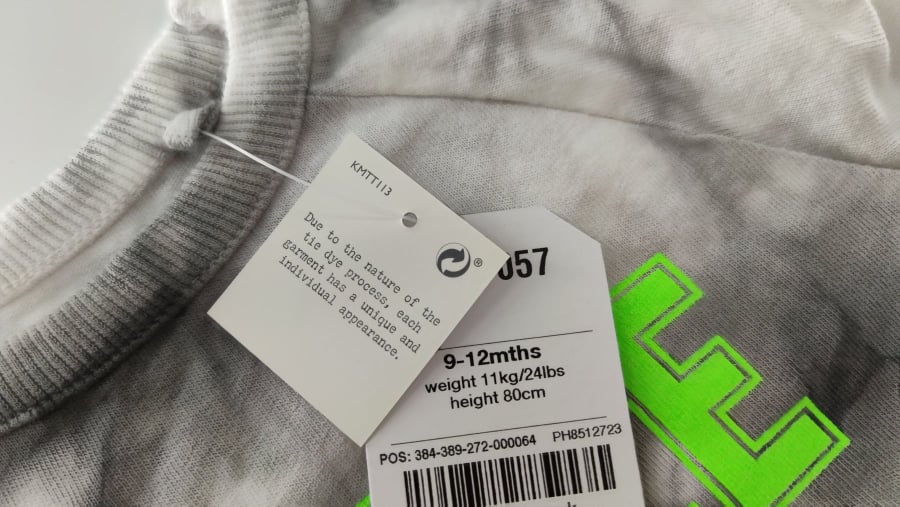 KMTT113
Due to the nature of the
tie dye process, each
garment has a unique and
individual appearance.
®
057
9-12mths
weight 11kg/24lbs
height 80cm
POS: 384-389-272-000064 PH8512723
E